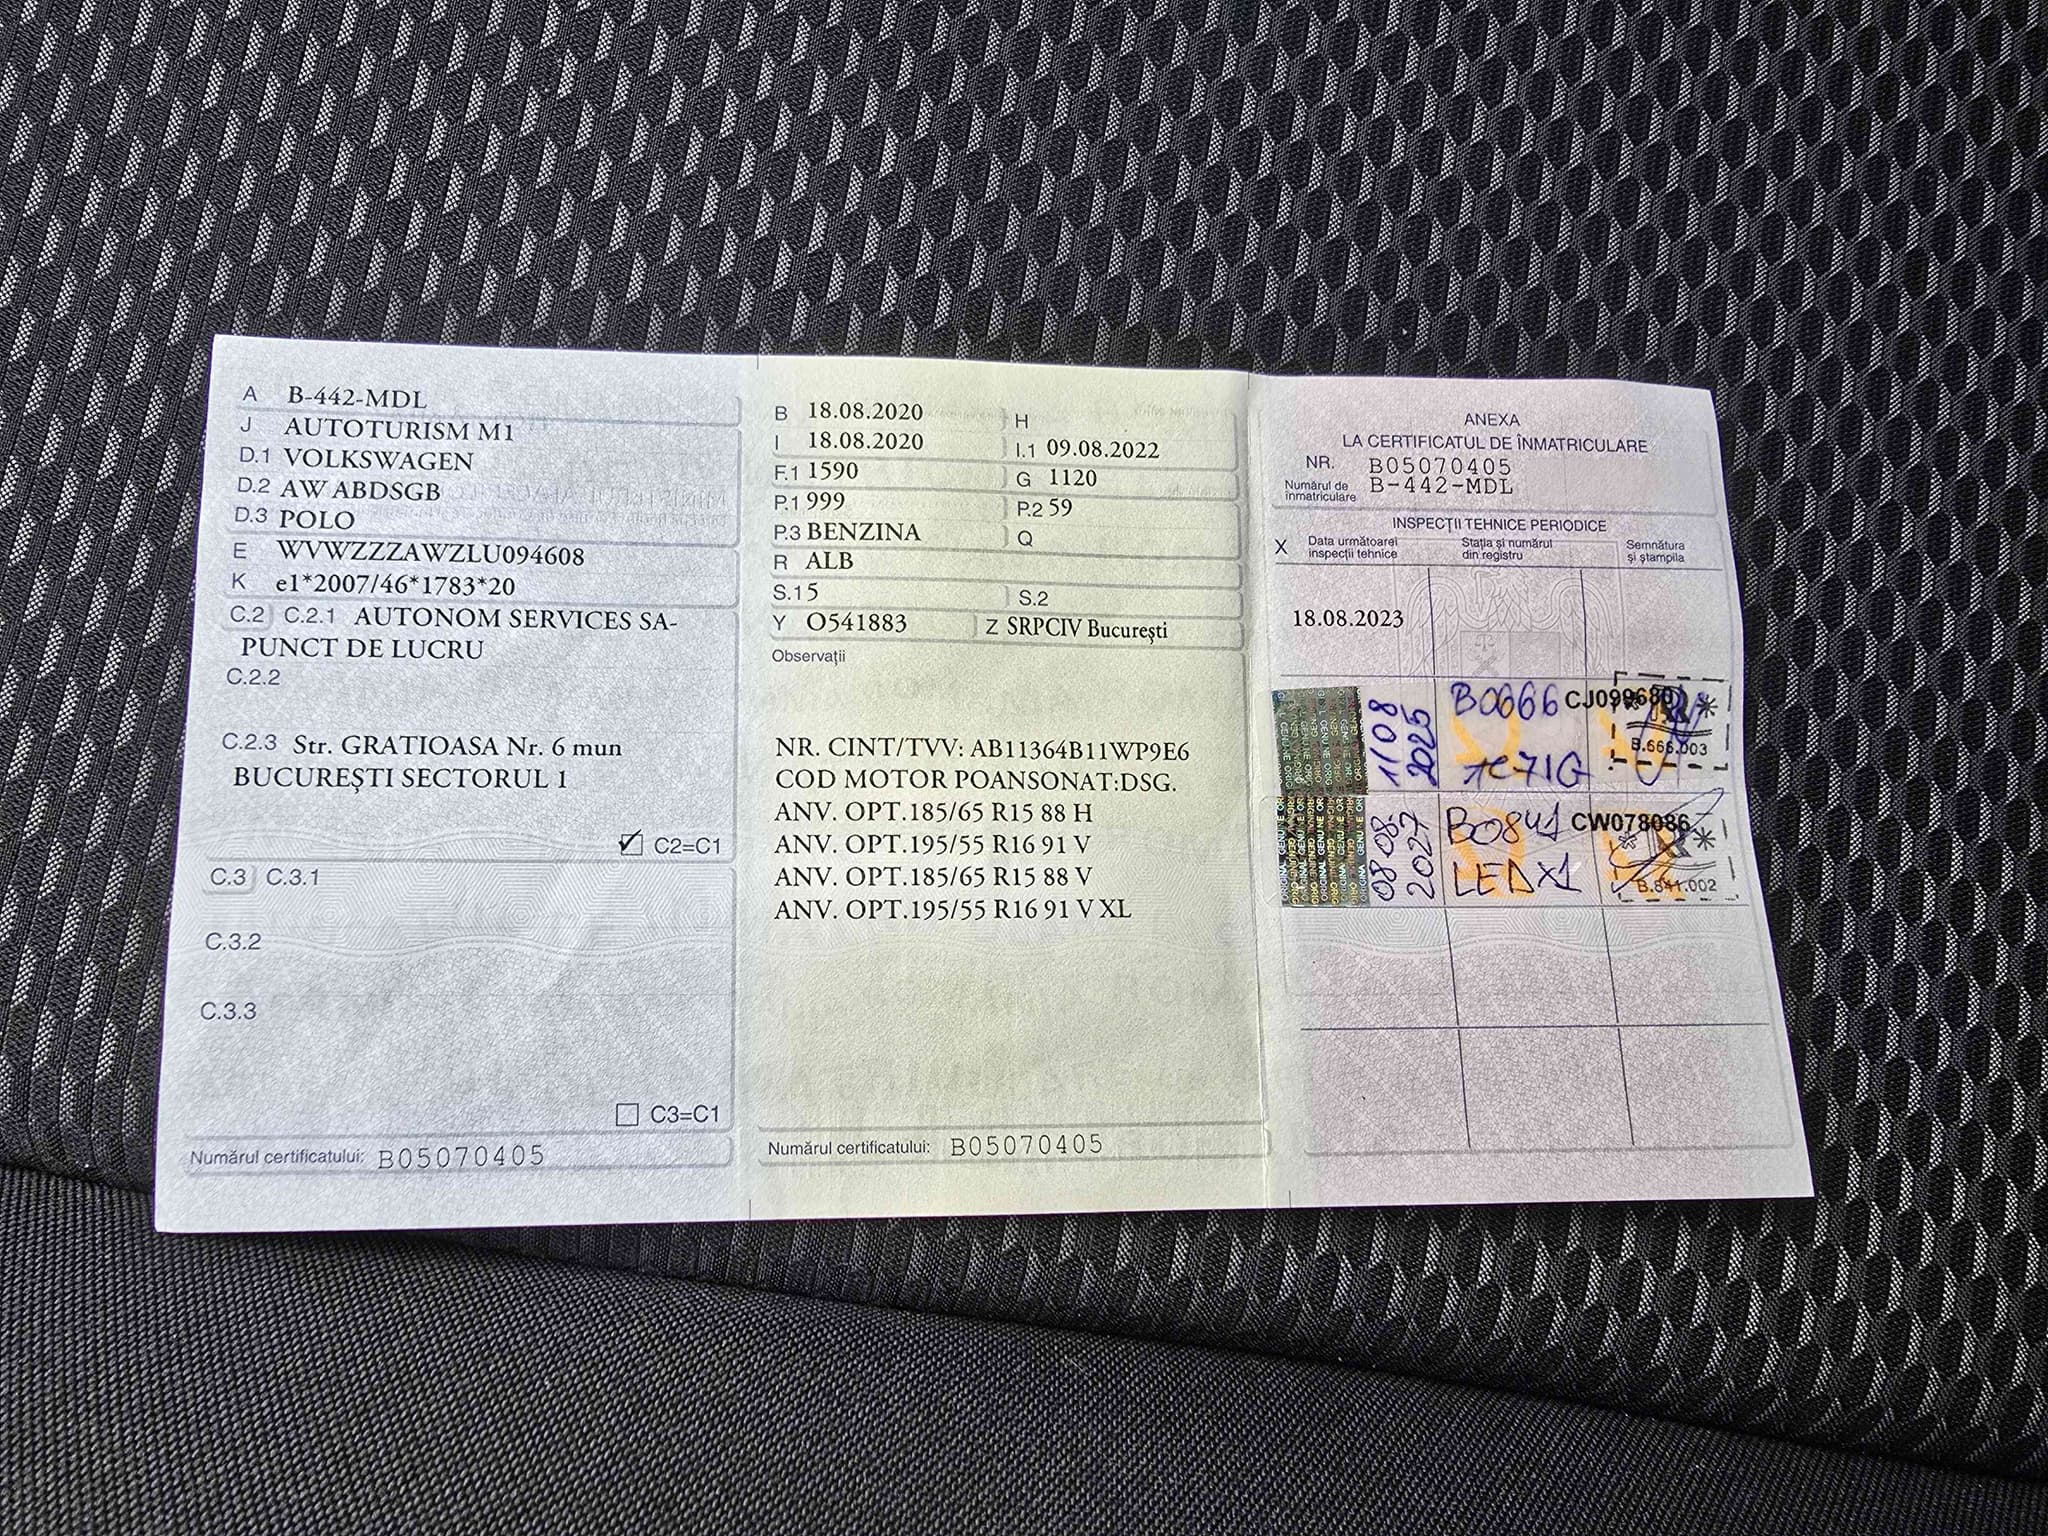 A B-442-MDL
J AUTOTURISM M1
D.1 VOLKSWAGEN
D.2 AW ABDSGB
D.3 POLO
E WVWZZZAWZLU094608
K e1*2007/46*1783*20
C.2 C.2.1 AUTONOM SERVICES SA-
PUNCT DE LUCRU
C.2.2
C.2.3 Str. GRATIOASA Nr. 6 mun
BUCUREŞTI SECTORUL 1
C2=C1
C.3 C.3.1
C.3.2
C.3.3
C3=C1
Numărul certificatului: B05070405
B 18.08.2020 H
I 18.08.2020 I.1 09.08.2022
F.1 1590 G 1120
P.1 999 P.2 59
P.3 BENZINA Q
R ALB
S.1 5 S.2
Y O541883 Z SRPCIV Bucureşti
Observaţii
NR. CINT/TVV: AB11364B11WP9E6
COD MOTOR POANSONAT:DSG.
ANV. OPT.185/65 R15 88 H
ANV. OPT.195/55 R16 91 V
ANV. OPT.185/65 R15 88 V
ANV. OPT.195/55 R16 91 V XL
Numărul certificatului: B05070405
ANEXA
LA CERTIFICATUL DE ÎNMATRICULARE
NR. B05070405
Numărul de
înmatriculare B-442-MDL
INSPECŢII TEHNICE PERIODICE
X Data următoarei
inspecţii tehnice
Staţia şi numărul
din registru
Semnătura
şi ştampila
18.08.2023
11 08
2025
B0666
CJ099680
B.666.003
08.08.
2027
B0841
CW078086
LEDX1
B.841.002